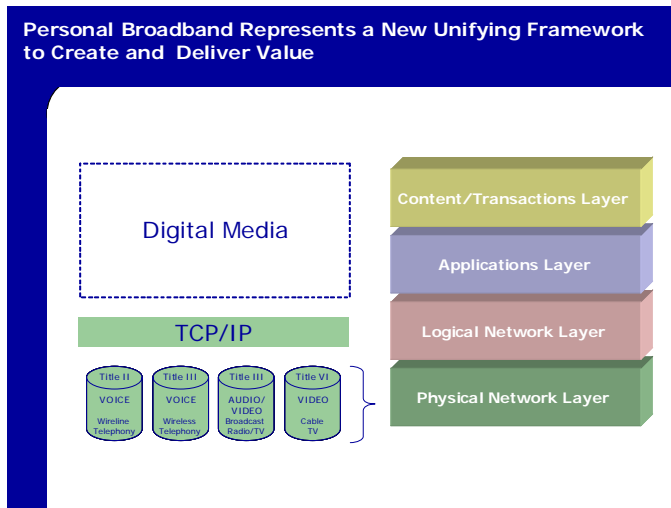 Personal Broadband Represents a New Unifying Framework
to Create and Deliver Value
Digital Media
TCP/IP
Title II
VOICE
Wireline
Telephony
Title III
VOICE
Wireless
Telephony
Title III
AUDIO/
VIDEO
Broadcast
Radio/TV
Title VI
VIDEO
Cable
TV
Content/Transactions Layer
Applications Layer
Logical Network Layer
Physical Network Layer